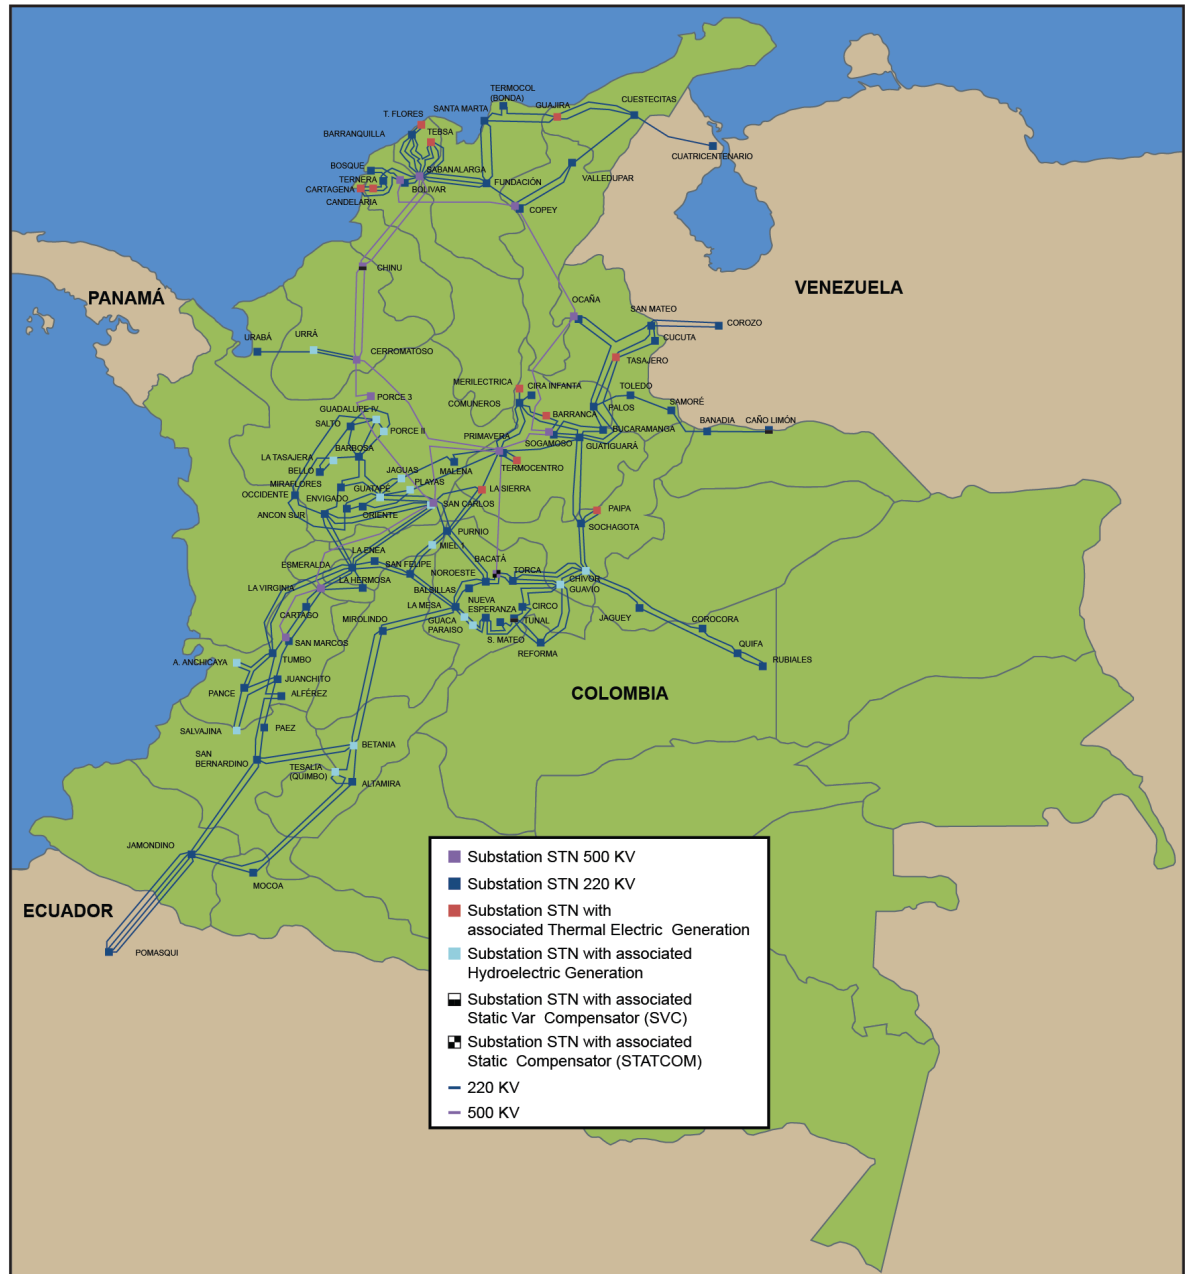 TERMOCOL
(BONDA)
GUAJIRA
CUESTECITAS
SANTA MARTA
T. FLORES
TEBSA
BARRANQUILLA
CUATRICENTENARIO
BOSQUE
SABANALARGA
VALLEDUPAR
TERNERA
FUNDACIÓN
CARTAGENA
BOLIVAR
CANDELARIA
COPEY
CHINU
VENEZUELA
PANAMÁ
OCAÑA
SAN MATEO
COROZO
URABÁ
URRÁ
CUCUTA
CERROMATOSO
TASAJERO
MERILECTRICA
CIRA INFANTA
TOLEDO
PORCE 3
COMUNEROS
SAMORÉ
GUADALUPE IV
PALOS
BARRANCA
BANADIA
CAÑO LIMÓN
SALTO
PORCE II
BUCARAMANGA
PRIMAVERA
SOGAMOSO
GUATIGUARÁ
BARBOSA
LA TASAJERA
BELLO
JAGUAS
MALENA
TERMOCENTRO
MIRAFLORES
PLAYAS
OCCIDENTE
GUATAPE
LA SIERRA
ENVIGADO
SAN CARLOS
ANCON SUR
ORIENTE
PAIPA
SOCHAGOTA
PURNIO
LA ENEA
MIEL 1
ESMERALDA
SAN FELIPE
BACATÁ
NOROESTE
TORCA
CHIVOR
LA VIRGINIA
LA HERMOSA
BALSILLAS
GUAVIO
NUEVA
ESPERANZA
CARTAGO
LA MESA
CIRCO
MIROLINDO
GUACA
PARAISO
TUNAL
JAGUEY
COROCORA
SAN MARCOS
S. MATEO
REFORMA
QUIFA
A. ANCHICAYA
TUMBO
RUBIALES
JUANCHITO
PANCE
ALFÉREZ
COLOMBIA
SALVAJINA
PAEZ
BETANIA
SAN
BERNARDINO
TESALIA
(QUIMBO)
ALTAMIRA
JAMONDINO
MOCOA
ECUADOR
POMASQUI
Substation STN 500 KV
Substation STN 220 KV
Substation STN with
associated Thermal Electric Generation
Substation STN with associated
Hydroelectric Generation
Substation STN with associated
Static Var Compensator (SVC)
Substation STN with associated
Static Compensator (STATCOM)
220 KV
500 KV